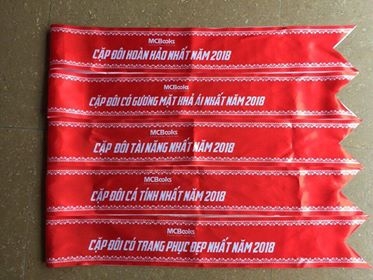 MCBooks
CẶP ĐÔI HOÀN HẢO NHẤT NĂM 2018
MCBooks
CẶP ĐÔI CÓ GƯƠNG MẶT KHẢ ÁI NHẤT NĂM 2018
MCBooks
CẶP ĐÔI TÀI NĂNG NHẤT NĂM 2018
MCBooks
CẶP ĐÔI CÁ TÍNH NHẤT NĂM 2018
MCBooks
CẶP ĐÔI CÓ TRANG PHỤC ĐẸP NHẤT NĂM 2018